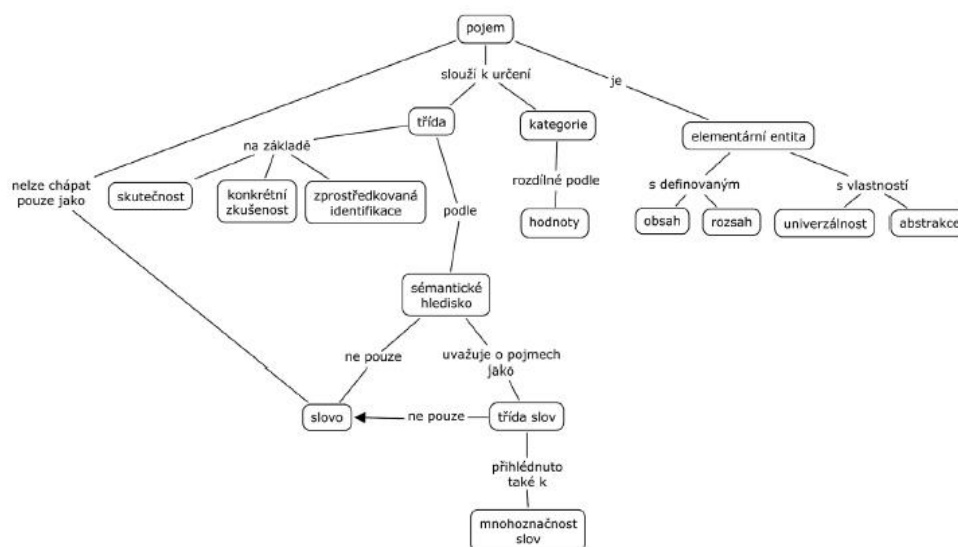 pojem
slouží k určení
je
třída
kategorie
elementární entita
na základě
nelze chápat
pouze jako
skutečnost
konkrétní
zkušenost
zprostředkovaná
identifikace
podle
rozdílné podle
hodnoty
s definovaným
s vlastností
obsah
rozsah
univerzálnost
abstrakce
sémantické
hledisko
ne pouze
uvažuje o pojmech
jako
slovo
ne pouze
třída slov
přihlédnuto
také k
mnohoznačnost
slov